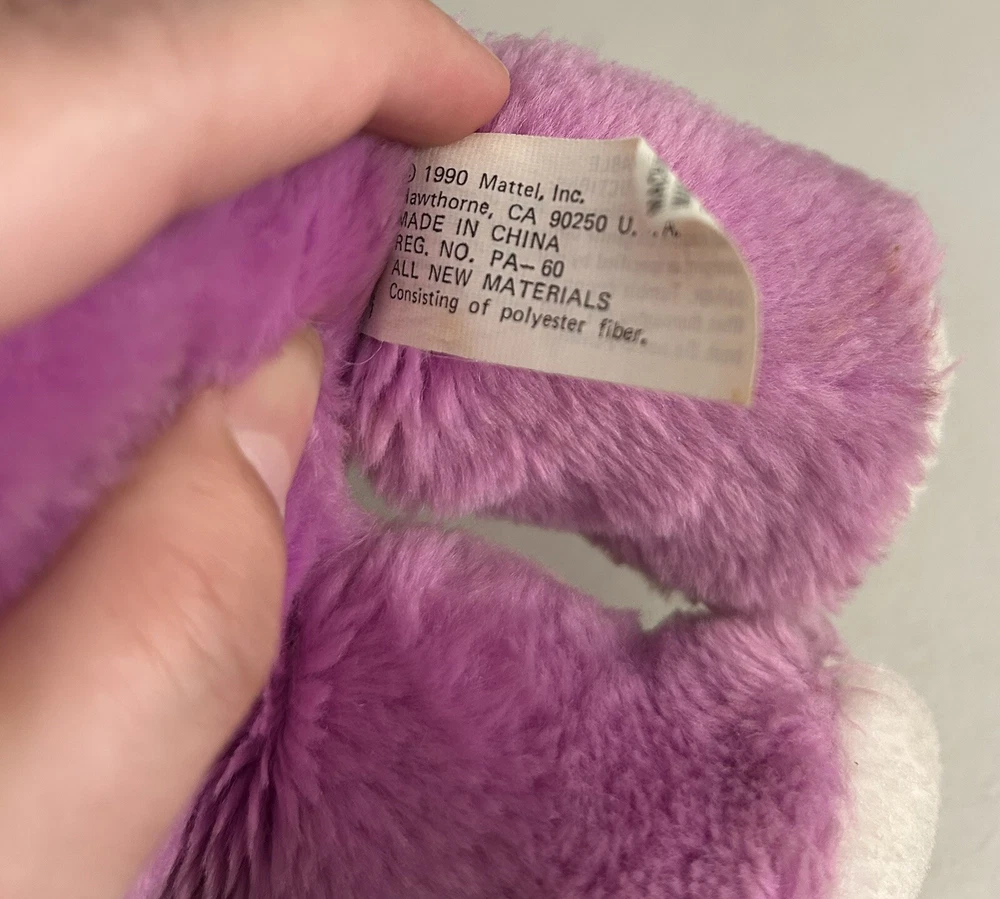 ) 1990 Mattel, Inc.
awthorne, CA 90250 U. .A.
MADE IN CHINA
REG. NO. PA-60
ALL NEW MATERIALS
Consisting of polyester fiber.